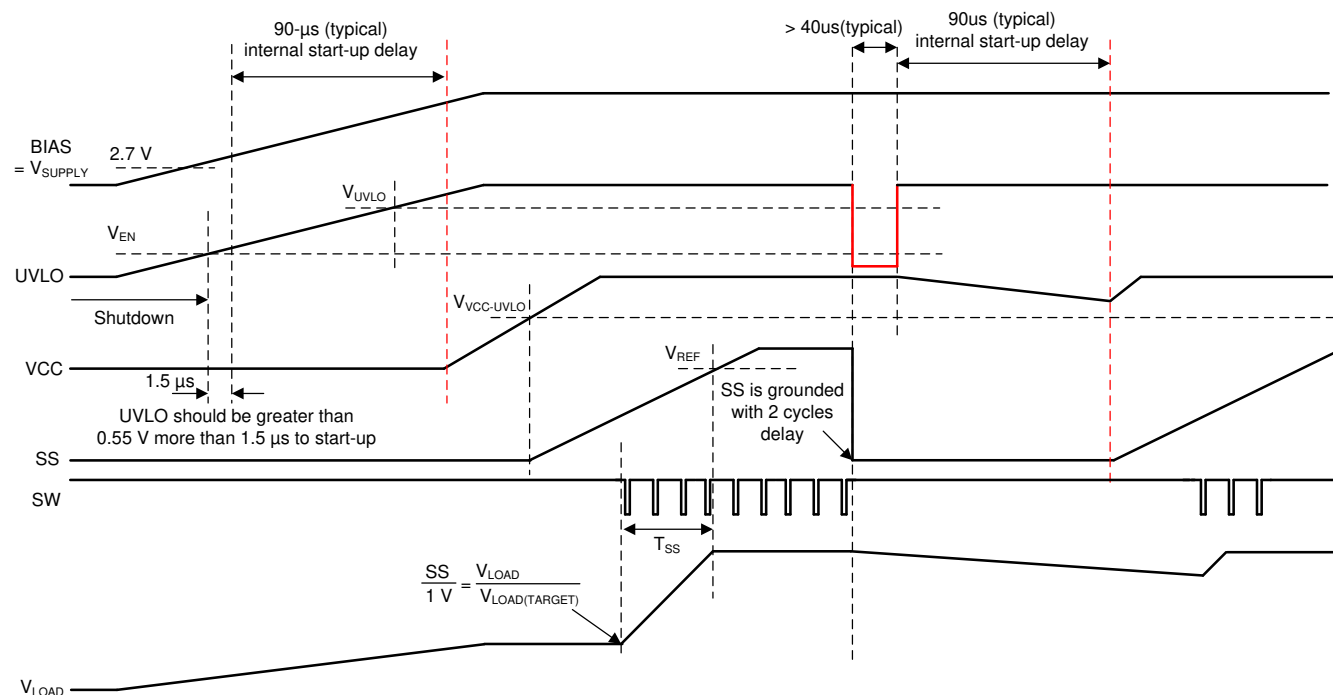 90-µs (typical)
internal start-up delay
> 40us(typical)
90us (typical)
internal start-up delay
BIAS
= VSUPPLY
2.7 V
VUVLO
VEN
UVLO
Shutdown
VVCC-UVLO
VCC
VREF
1.5 µs
UVLO should be greater than
0.55 V more than 1.5 µs to start-up
SS is grounded
with 2 cycles
delay
SS
SW
TSS
SS
1 V
=
VLOAD
VLOAD(TARGET)
VLOAD